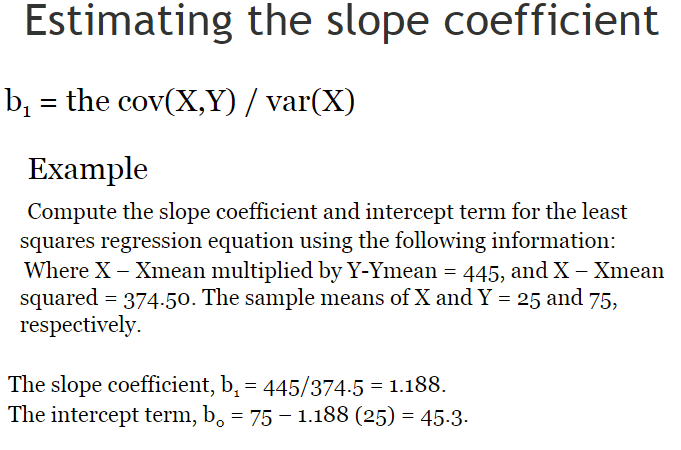 Estimating the slope coefficient
b₁ = the cov(X,Y) / var(X)
Example
Compute the slope coefficient and intercept term for the least
squares regression equation using the following information:
Where X – Xmean multiplied by Y-Ymean = 445, and X – Xmean
squared = 374.50. The sample means of X and Y = 25 and 75,
respectively.
The slope coefficient, b₁ = 445/374.5 = 1.188.
The intercept term, b₀ = 75 – 1.188 (25) = 45.3.